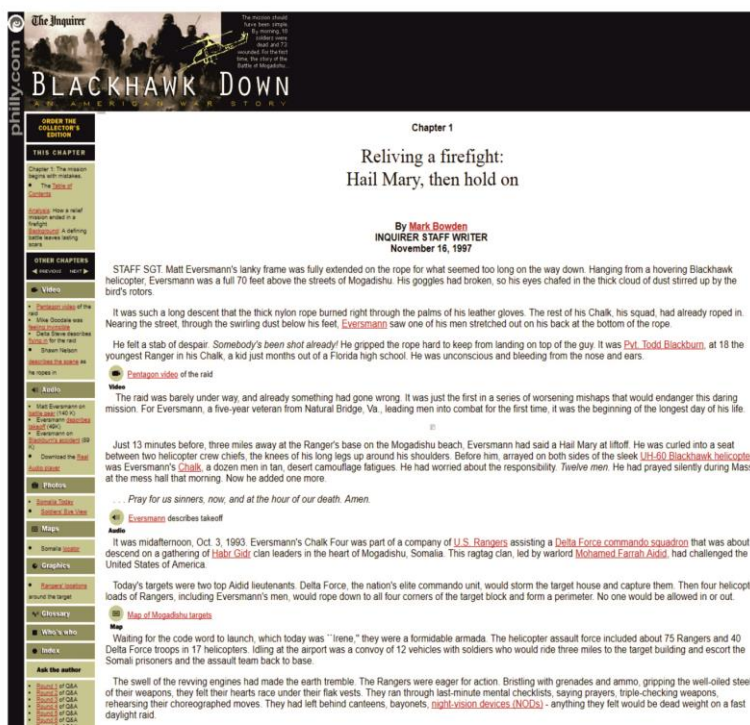 philly.com
The Inquirer
The mission should
have been simple.
By morning, 18
soldiers were
dead and 73
wounded. For the first
time, the story of the
Battle of Mogadishu...
BLACKHAWK DOWN
AN AMERICAN WAR STORY
ORDER THE
COLLECTOR'S
EDITION
THIS CHAPTER
Chapter 1: The mission
begins with mistakes.
The Table of
Contents
Analysis: How a relief
mission ended in a
firefight
Background: A defining
battle leaves lasting
scars
OTHER CHAPTERS
PREVIOUS NEXT
Video
Pentagon video of the
raid
Mike Goodale was
feeling invincible
Delta Steve describes
flying in for the raid
Shawn Nelson
describes the scene as
he ropes in
Audio
Matt Eversmann on
battle gear (140 K)
Eversmann describes
takeoff (49K)
Eversmann on
Blackburn's accident
Download the Real
Audio player
Photos
Somalia Today
Soldiers' Eye View
Maps
Somalia locator
Graphics
Rangers' locations
around the target
Glossary
Who's who
Index
Ask the author
Round 1 of Q&A
Round 2 of Q&A
Round 3 of Q&A
Round 4 of Q&A
Round 5 of Q&A
Chapter 1
Reliving a firefight:
Hail Mary, then hold on
By Mark Bowden
INQUIRER STAFF WRITER
November 16, 1997
STAFF SGT. Matt Eversmann's lanky frame was fully extended on the rope for what seemed too long on the way down. Hanging from a hovering Blackhawk
helicopter, Eversmann was a full 70 feet above the streets of Mogadishu. His goggles had broken, so his eyes chafed in the thick cloud of dust stirred up by the
bird's rotors.
It was such a long descent that the thick nylon rope burned right through the palms of his leather gloves. The rest of his Chalk, his squad, had already roped in.
Nearing the street, through the swirling dust below his feet, Eversmann saw one of his men stretched out on his back at the bottom of the rope.
He felt a stab of despair. Somebody's been shot already! He gripped the rope hard to keep from landing on top of the guy. It was Pvt. Todd Blackburn, at 18 the
youngest Ranger in his Chalk, a kid just months out of a Florida high school. He was unconscious and bleeding from the nose and ears.
Pentagon video of the raid
Video
The raid was barely under way, and already something had gone wrong. It was just the first in a series of worsening mishaps that would endanger this daring
mission. For Eversmann, a five-year veteran from Natural Bridge, Va., leading men into combat for the first time, it was the beginning of the longest day of his life.
Just 13 minutes before, three miles away at the Ranger's base on the Mogadishu beach, Eversmann had said a Hail Mary at liftoff. He was curled into a seat
between two helicopter crew chiefs, the knees of his long legs up around his shoulders. Before him, arrayed on both sides of the sleek UH-60 Blackhawk helicopte
was Eversmann's Chalk, a dozen men in tan, desert camouflage fatigues. He had worried about the responsibility. Twelve men. He had prayed silently during Mass
at the mess hall that morning. Now he added one more.
. . . Pray for us sinners, now, and at the hour of our death. Amen.
Eversmann describes takeoff
Audio
It was midafternoon, Oct. 3, 1993. Eversmann's Chalk Four was part of a company of U.S. Rangers assisting a Delta Force commando squadron that was about
descend on a gathering of Habr Gidr clan leaders in the heart of Mogadishu, Somalia. This ragtag clan, led by warlord Mohamed Farrah Aidid, had challenged the
United States of America.
Today's targets were two top Aidid lieutenants. Delta Force, the nation's elite commando unit, would storm the target house and capture them. Then four helicopt
loads of Rangers, including Eversmann's men, would rope down to all four corners of the target block and form a perimeter. No one would be allowed in or out.
Map of Mogadishu targets
Map
Waiting for the code word to launch, which today was ``Irene,'' they were a formidable armada. The helicopter assault force included about 75 Rangers and 40
Delta Force troops in 17 helicopters. Idling at the airport was a convoy of 12 vehicles with soldiers who would ride three miles to the target building and escort the
Somali prisoners and the assault team back to base.
The swell of the revving engines had made the earth tremble. The Rangers were eager for action. Bristling with grenades and ammo, gripping the well-oiled steel
of their weapons, they felt their hearts race under their flak vests. They ran through last-minute mental checklists, saying prayers, triple-checking weapons,
rehearsing their choreographed moves. They had left behind canteens, bayonets, night-vision devices (NODs) - anything they felt would be dead weight on a fast
daylight raid.